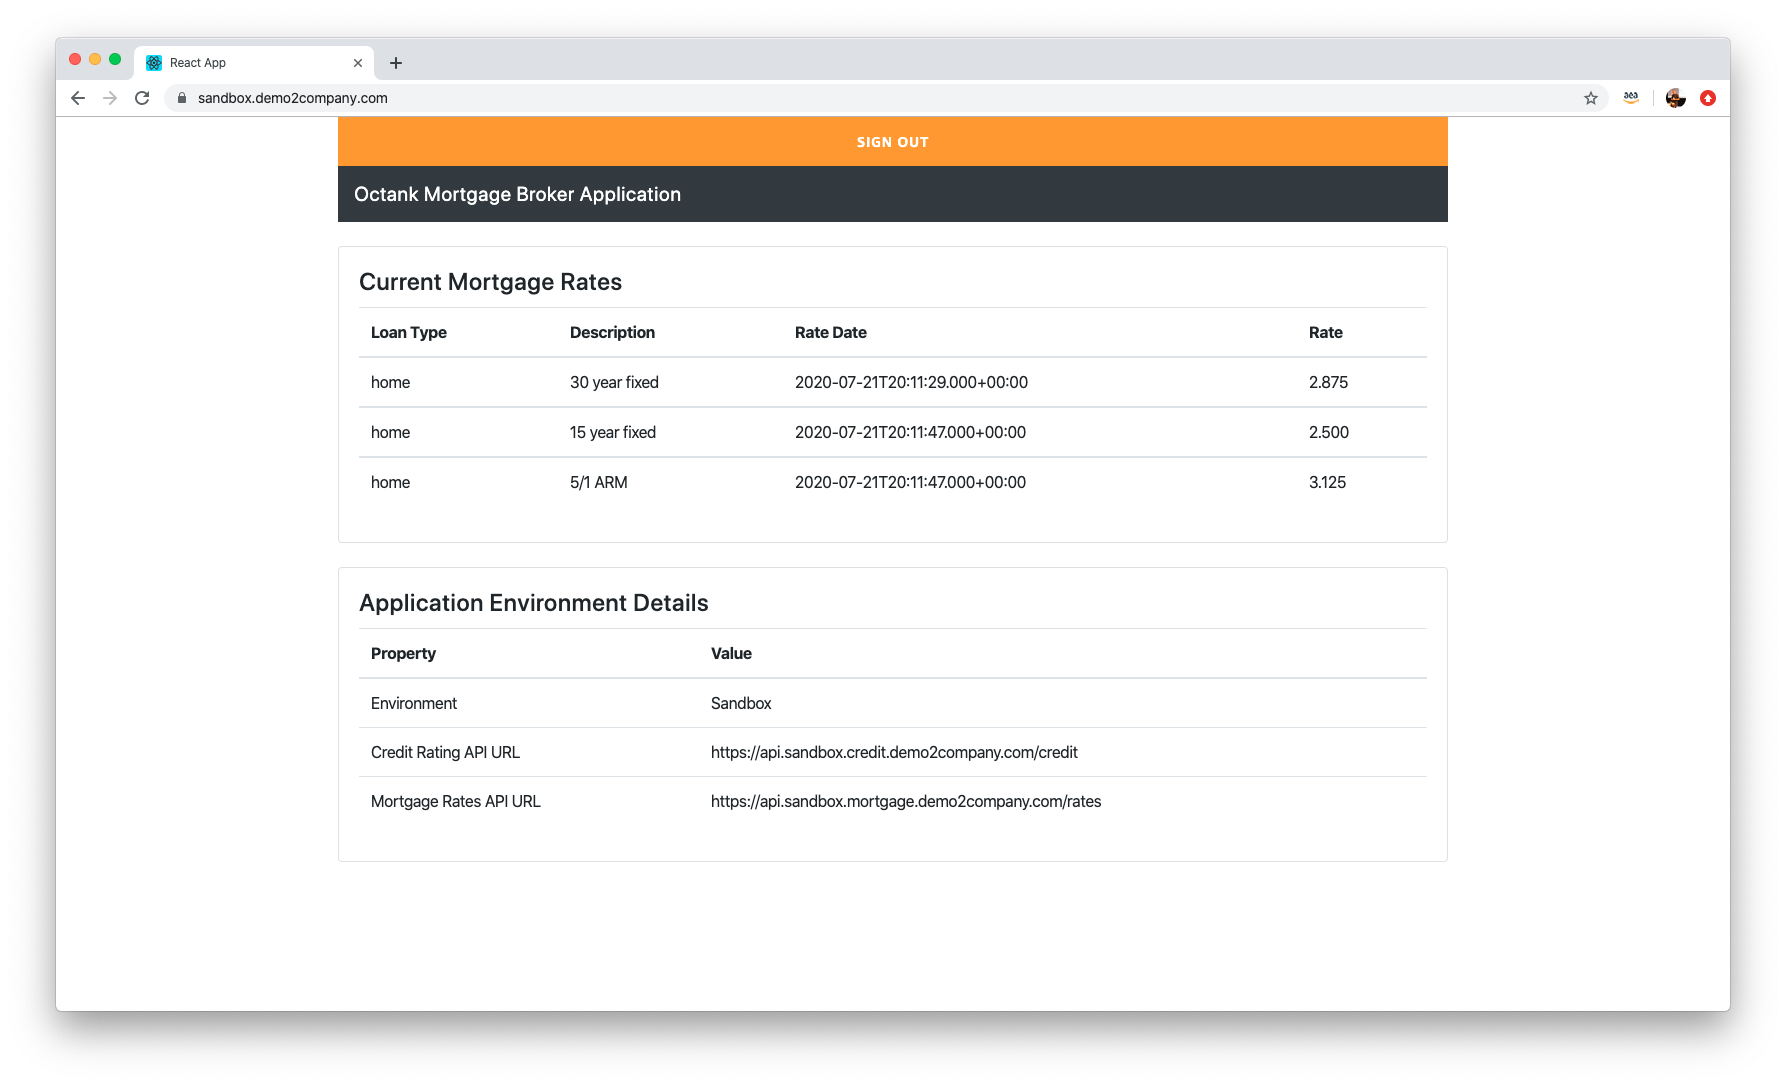 React App
sandbox.demo2company.com
SIGN OUT
Octank Mortgage Broker Application
Current Mortgage Rates
Loan Type Description Rate Date Rate
home 30 year fixed 2020-07-21T20:11:29.000+00:00 2.875
home 15 year fixed 2020-07-21T20:11:47.000+00:00 2.500
home 5/1 ARM 2020-07-21T20:11:47.000+00:00 3.125
Application Environment Details
Property Value
Environment Sandbox
Credit Rating API URL https://api.sandbox.credit.demo2company.com/credit
Mortgage Rates API URL https://api.sandbox.mortgage.demo2company.com/rates